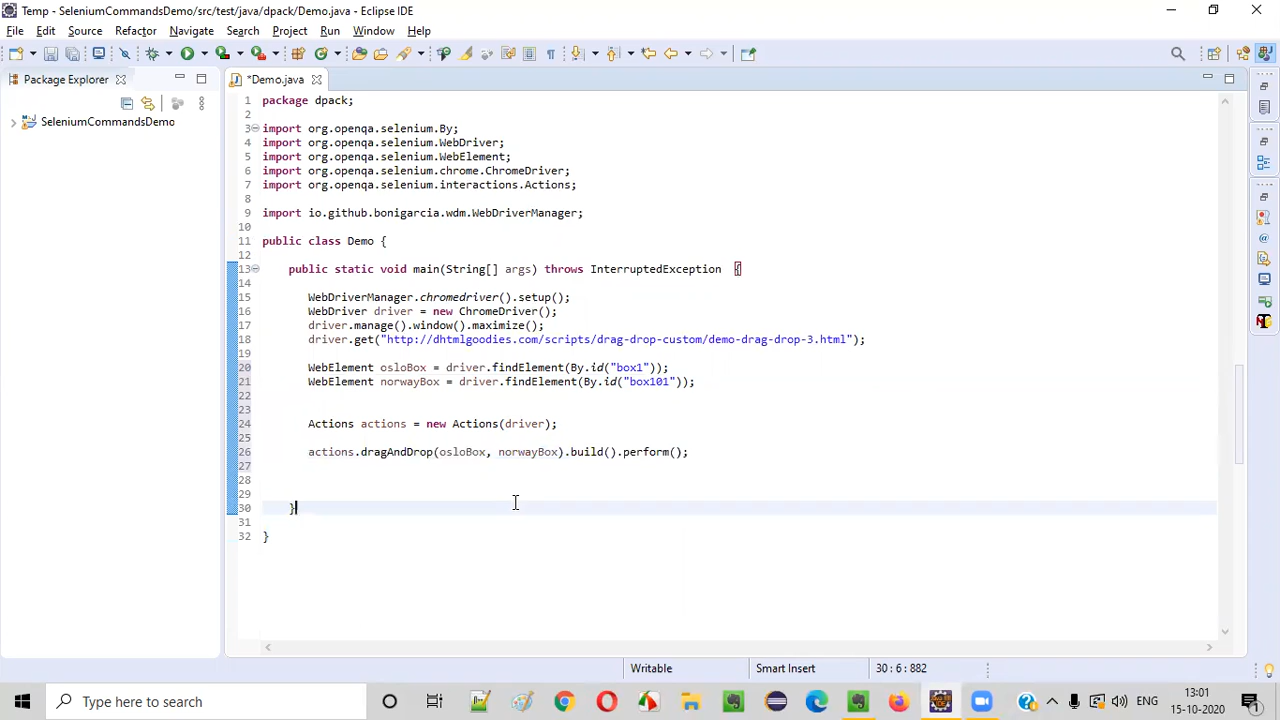 Temp - SeleniumCommandsDemo/src/test/java/dpack/Demo.java - Eclipse IDE
File Edit Source Refactor Navigate Search Project Run Window Help
Package Explorer
*Demo.java
SeleniumCommandsDemo
1 package dpack;
2
3 import org.openqa.selenium.By;
4 import org.openqa.selenium.WebDriver;
5 import org.openqa.selenium.WebElement;
6 import org.openqa.selenium.chrome.ChromeDriver;
7 import org.openqa.selenium.interactions.Actions;
8
9 import io.github.bonigarcia.wdm.WebDriverManager;
10
11 public class Demo {
12
13 public static void main(String[] args) throws InterruptedException {
14
15 WebDriverManager.chromedriver().setup();
16 WebDriver driver = new ChromeDriver();
17 driver.manage().window().maximize();
18 driver.get("http://dhtmlgoodies.com/scripts/drag-drop-custom/demo-drag-drop-3.html");
19
20 WebElement osloBox = driver.findElement(By.id("box1"));
21 WebElement norwayBox = driver.findElement(By.id("box101"));
22
23
24 Actions actions = new Actions(driver);
25
26 actions.dragAndDrop(osloBox, norwayBox).build().perform();
27
28
29
30 }
31
32 }
Writable Smart Insert 30 : 6 : 882
Type here to search
ENG
13:01
15-10-2020